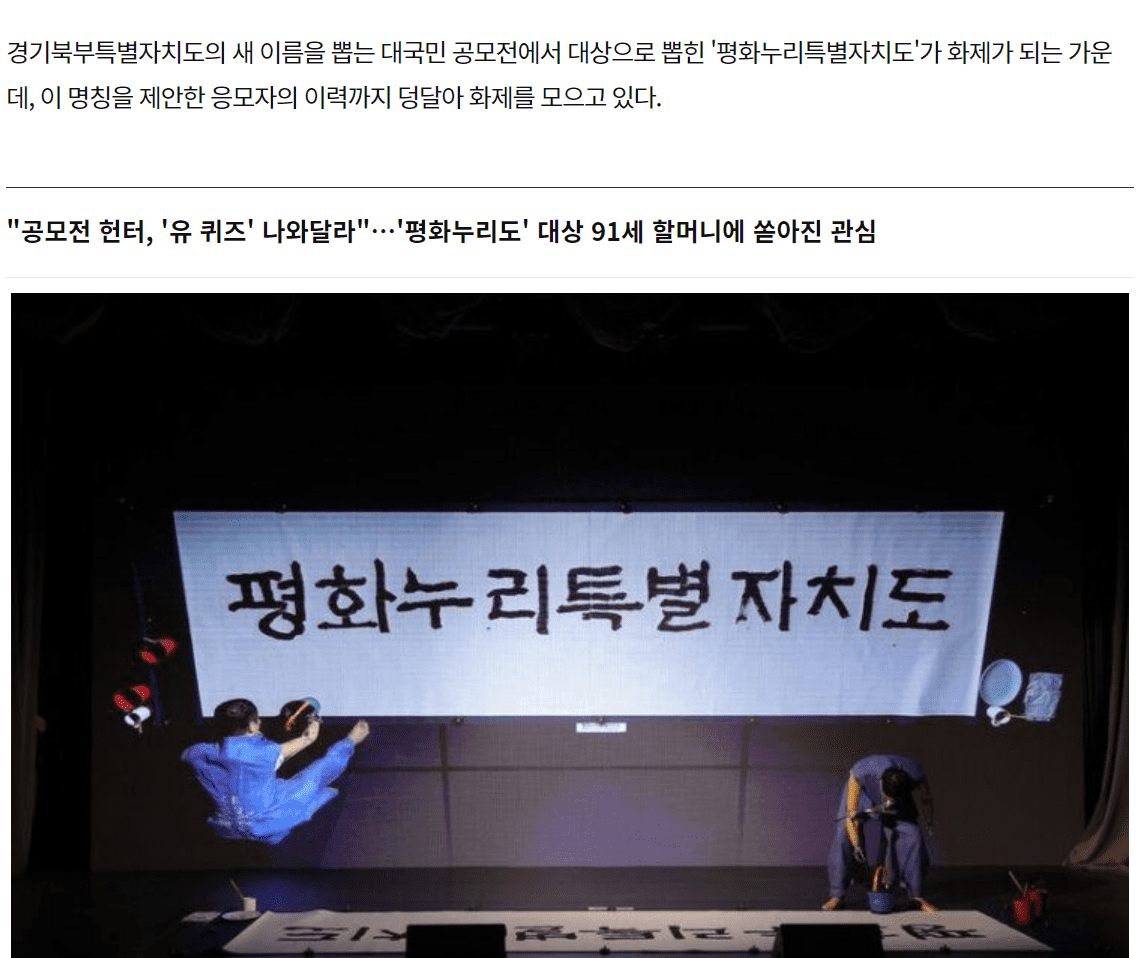 경기북부특별자치도의 새 이름을 뽑는 대국민 공모전에서 대상으로 뽑힌 '평화누리특별자치도'가 화제가 되는 가운
데, 이 명칭을 제안한 응모자의 이력까지 덩달아 화제를 모으고 있다.
"공모전 헌터, '유 퀴즈' 나와달라"…'평화누리도' 대상 91세 할머니에 쏟아진 관심
평화누리특별자치도